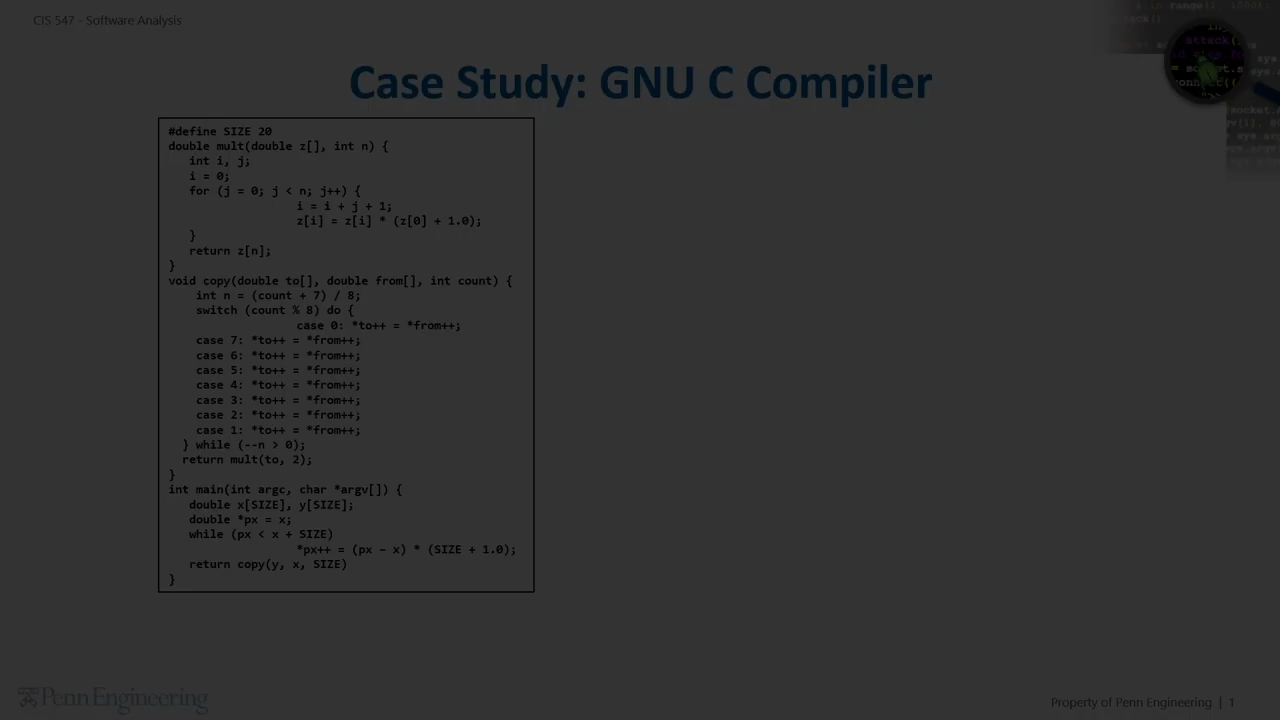 CIS 547 - Software Analysis
Case Study: GNU C Compiler
#define SIZE 20
double mult(double z[], int n) {
   int i, j;
   i = 0;
   for (j = 0; j < n; j++) {
                   i = i + j + 1;
                   z[i] = z[i] * (z[0] + 1.0);
   }
   return z[n];
}
void copy(double to[], double from[], int count) {
    int n = (count + 7) / 8;
    switch (count % 8) do {
                   case 0: *to++ = *from++;
    case 7: *to++ = *from++;
    case 6: *to++ = *from++;
    case 5: *to++ = *from++;
    case 4: *to++ = *from++;
    case 3: *to++ = *from++;
    case 2: *to++ = *from++;
    case 1: *to++ = *from++;
  } while (--n > 0);
  return mult(to, 2);
}
int main(int argc, char *argv[]) {
   double x[SIZE], y[SIZE];
   double *px = x;
   while (px < x + SIZE)
                   *px++ = (px – x) * (SIZE + 1.0);
   return copy(y, x, SIZE)
}
in range(1, 1000):
attack(
Penn Engineering
Property of Penn Engineering | 1